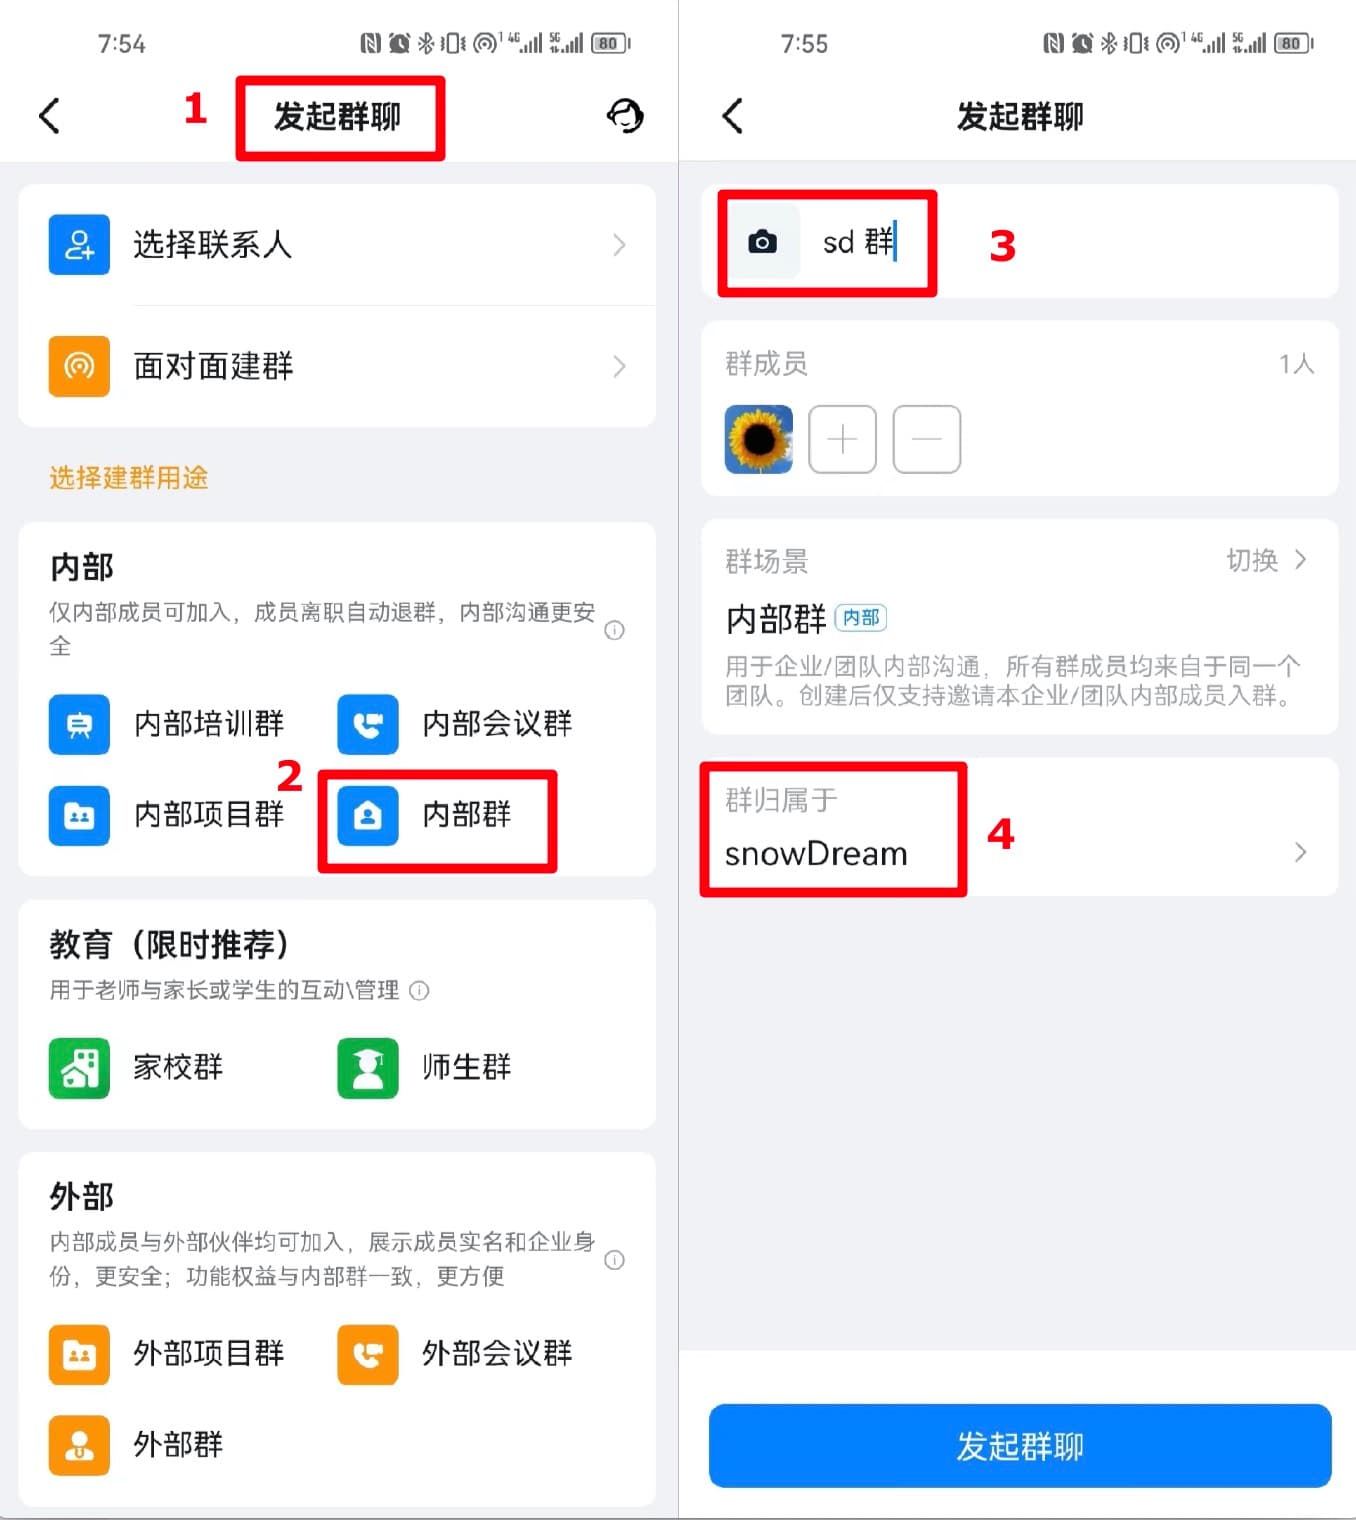 7:54
80
1
发起群聊
选择联系人
面对面建群
选择建群用途
内部
仅内部成员可加入，成员离职自动退群，内部沟通更安
全
内部培训群
内部会议群
2
内部项目群
内部群
教育（限时推荐）
用于老师与家长或学生的互动\管理
家校群
师生群
外部
内部成员与外部伙伴均可加入，展示成员实名和企业身
份，更安全；功能权益与内部群一致，更方便
外部项目群
外部会议群
外部群
7:55
1 4G 5G 80
发起群聊
sd 群
3
群成员
1人
群场景
切换
内部群 内部
用于企业/团队内部沟通，所有群成员均来自于同一个
团队。创建后仅支持邀请本企业/团队内部成员入群。
群归属于
snowDream
4
发起群聊